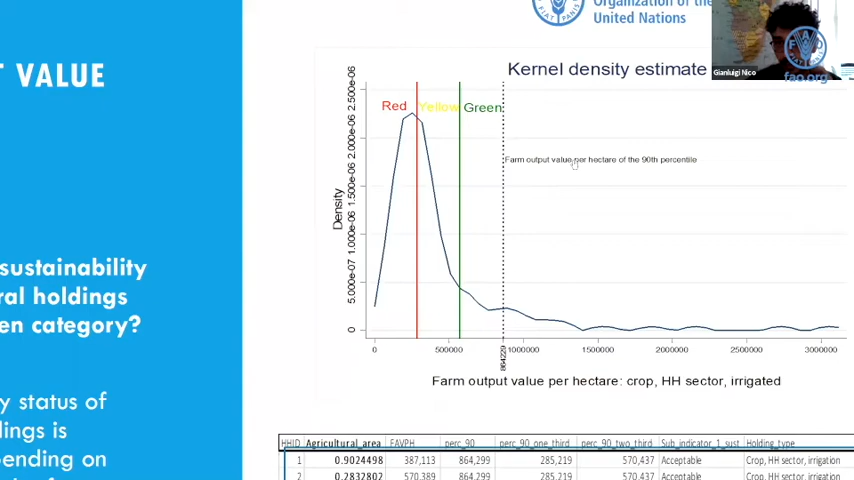 Organization of the
United Nations
FIAT PANIS
Gianluigi Nico
FAO
fao.org
T VALUE
sustainability
ral holdings
en category?
y status of
dings is
pending on
Kernel density estimate
Red
Yellow
Green
Farm output value per hectare of the 90th percentile
Density
0
5.000e-07
1.000e-06
1.500e-06
2.000e-06
2.500e-06
0
500000
864229
1000000
1500000
2000000
2500000
3000000
Farm output value per hectare: crop, HH sector, irrigated
HHID Agricultural_area FAVPH perc_90 perc_90_one_third perc_90_two_third Sub_indicator_1_sust Holding_type
1 0.9024498 387,113 864,299 285,219 570,437 Acceptable Crop, HH sector, irrigation
2 0.2832802 570,389 864,299 285,219 570,437 Acceptable Crop, HH sector, irrigation